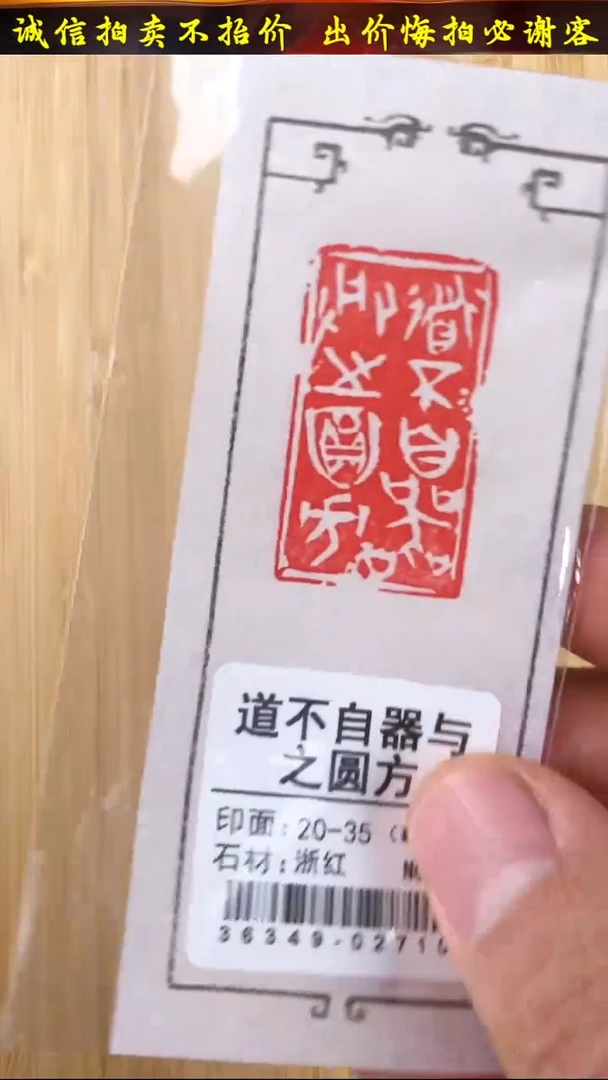 诚信拍卖不招价 出价悔拍必谢客
道不自器与
之圆方
印面:20-35
石材:浙红
36349-0271